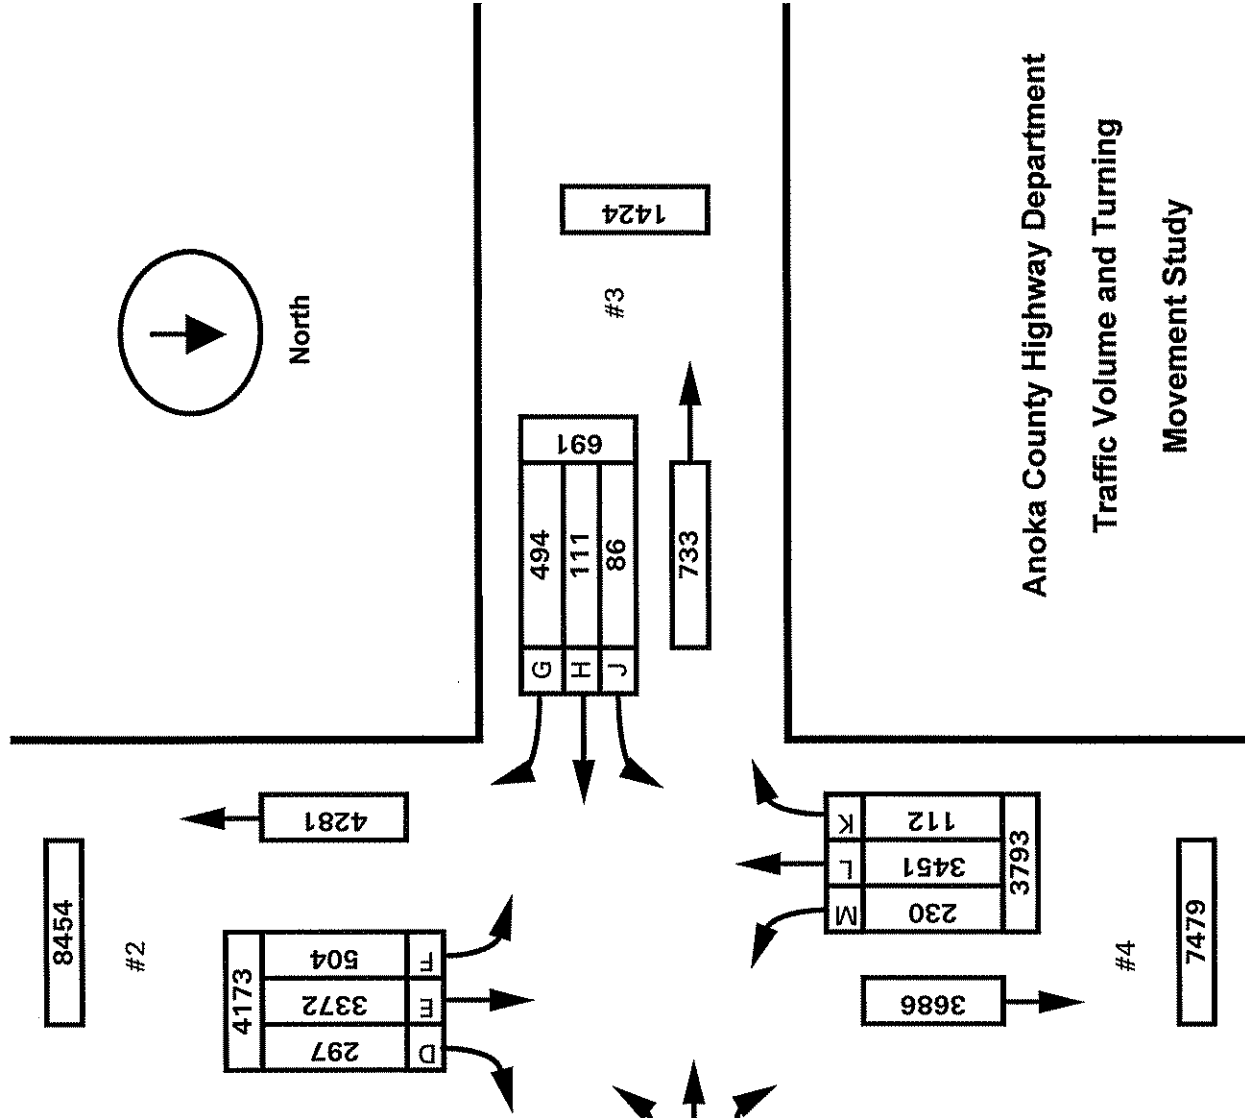 8454
#2
4281
4173
297
3372
504
D
E
F
North
1424
#3
691
G 494
H 111
J 86
733
K 112
L 3451
M 230
3793
3686
#4
7479
Anoka County Highway Department
Traffic Volume and Turning
Movement Study